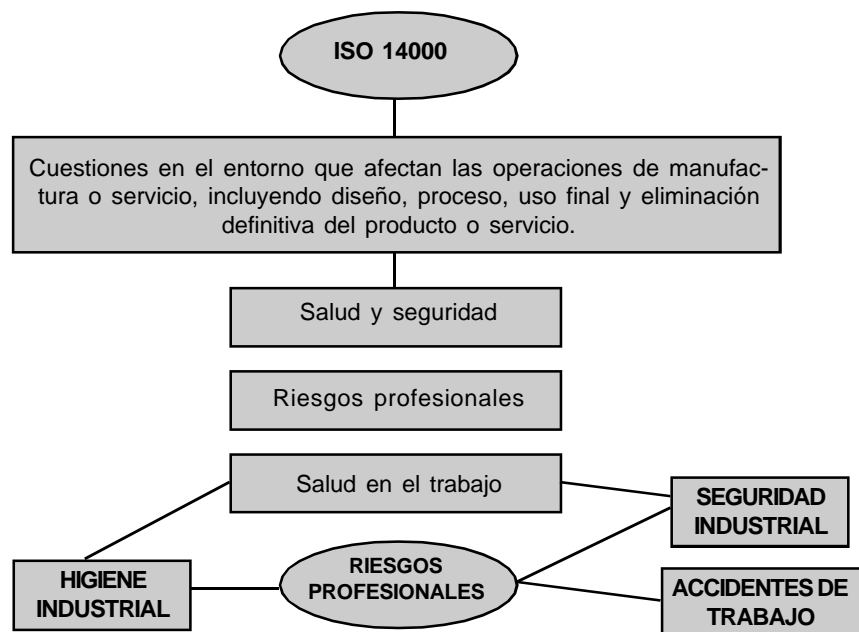 ISO 14000
Cuestiones en el entorno que afectan las operaciones de manufac-
tura o servicio, incluyendo diseño, proceso, uso final y eliminación
definitiva del producto o servicio.
Salud y seguridad
Riesgos profesionales
Salud en el trabajo
SEGURIDAD
INDUSTRIAL
HIGIENE
INDUSTRIAL
RIESGOS
PROFESIONALES
ACCIDENTES DE
TRABAJO